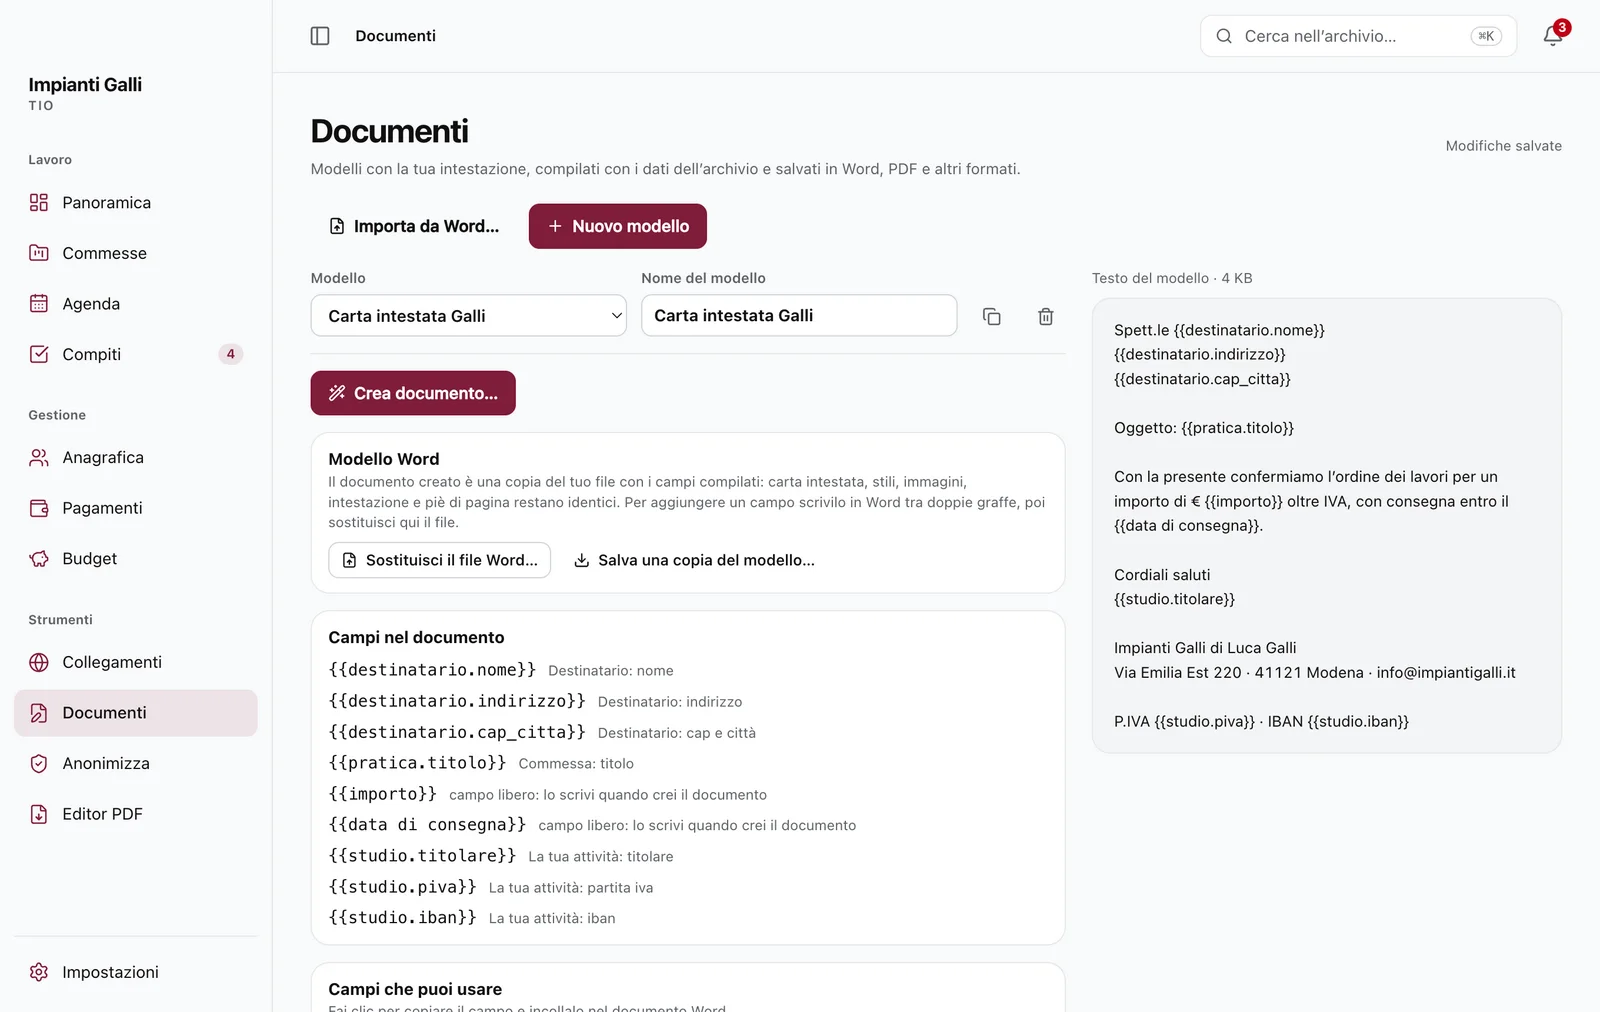 Impianti Galli
TIO
Lavoro
Panoramica
Commesse
Agenda
Compiti
4
Gestione
Anagrafica
Pagamenti
Budget
Strumenti
Collegamenti
Documenti
Anonimizza
Editor PDF
Impostazioni
Documenti
Cerca nell'archivio...
⌘K
3
Documenti
Modelli con la tua intestazione, compilati con i dati dell'archivio e salvati in Word, PDF e altri formati.
Modifiche salvate
Importa da Word...
Nuovo modello
Modello
Nome del modello
Carta intestata Galli
Carta intestata Galli
Crea documento...
Modello Word
Il documento creato è una copia del tuo file con i campi compilati: carta intestata, stili, immagini,
intestazione e piè di pagina restano identici. Per aggiungere un campo scrivilo in Word tra doppie graffe, poi
sostituisci qui il file.
Sostituisci il file Word...
Salva una copia del modello...
Campi nel documento
{{destinatario.nome}} Destinatario: nome
{{destinatario.indirizzo}} Destinatario: indirizzo
{{destinatario.cap_citta}} Destinatario: cap e città
{{pratica.titolo}} Commessa: titolo
{{importo}} campo libero: lo scrivi quando crei il documento
{{data di consegna}} campo libero: lo scrivi quando crei il documento
{{studio.titolare}} La tua attività: titolare
{{studio.piva}} La tua attività: partita iva
{{studio.iban}} La tua attività: iban
Campi che puoi usare
Fai clic per copiare il campo e incollalo nel documento Word
Testo del modello · 4 KB
Spett.le {{destinatario.nome}}
{{destinatario.indirizzo}}
{{destinatario.cap_citta}}
Oggetto: {{pratica.titolo}}
Con la presente confermiamo l'ordine dei lavori per un
importo di € {{importo}} oltre IVA, con consegna entro il
{{data di consegna}}.
Cordiali saluti
{{studio.titolare}}
Impianti Galli di Luca Galli
Via Emilia Est 220 · 41121 Modena · info@impiantigalli.it
P.IVA {{studio.piva}} · IBAN {{studio.iban}}